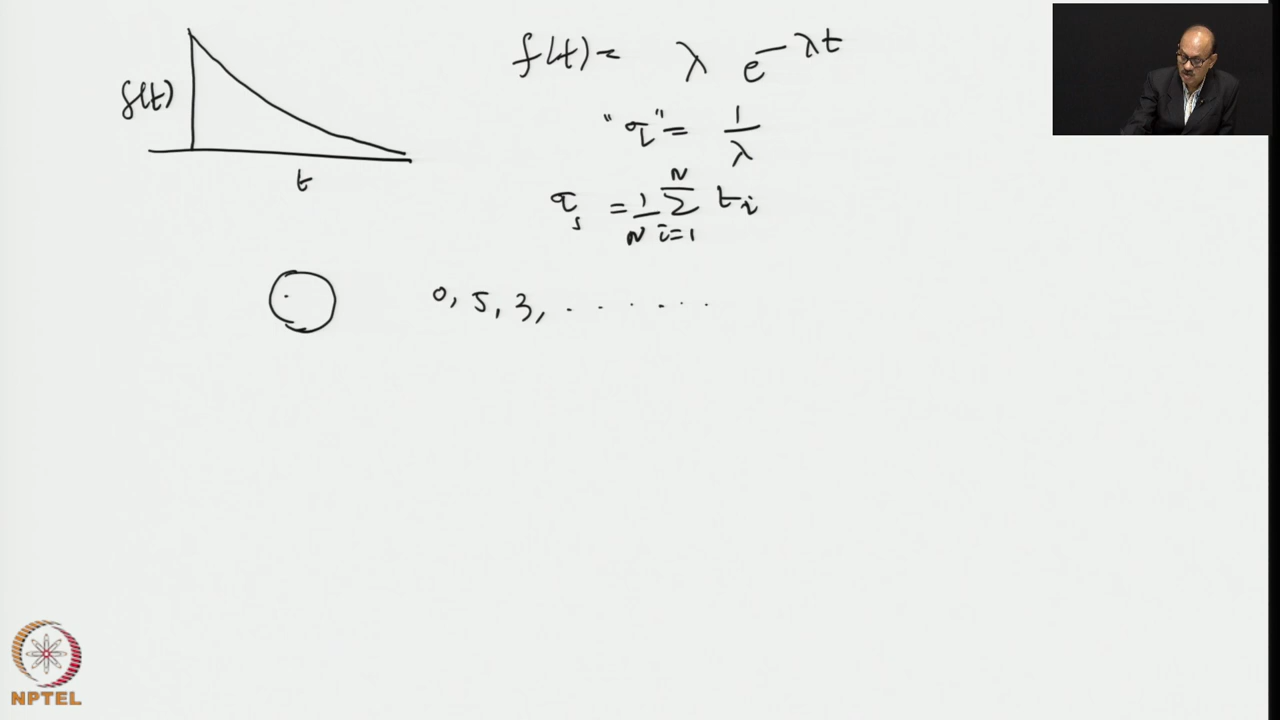 f(t)
t
f(t) = λ e^{-λt}
"τ" = 1/λ
τ_s = 1/N Σ_{i=1}^{N} t_i
0, 5, 3, . . . . . . .
NPTEL